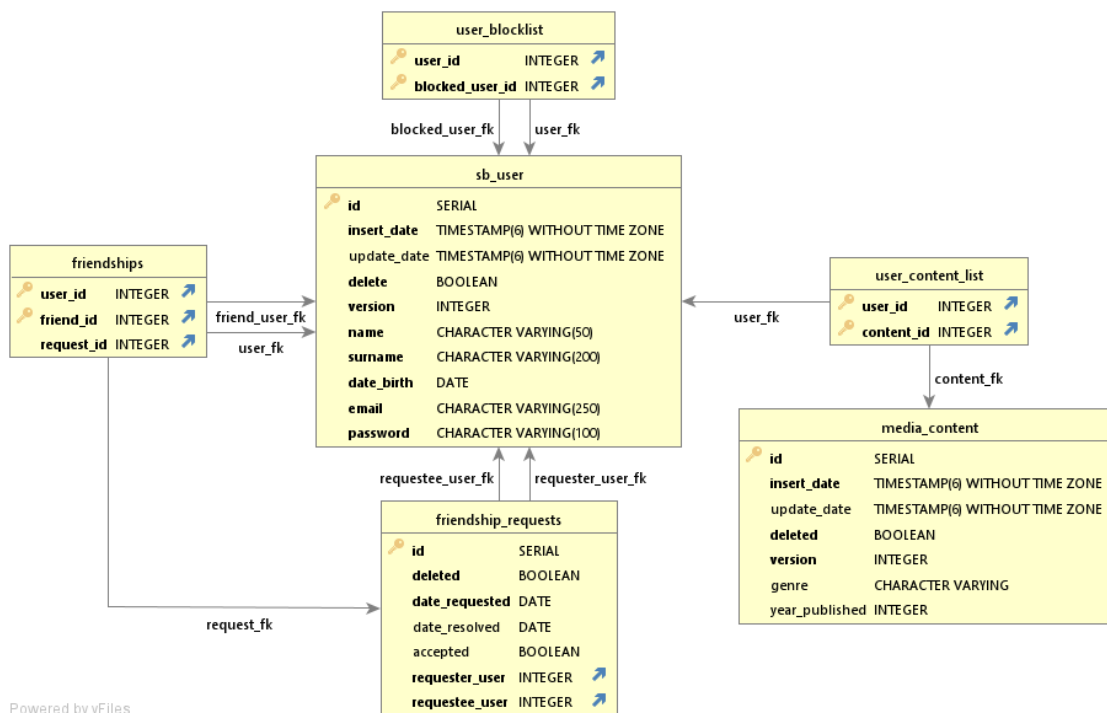 user_blocklist
user_id INTEGER
blocked_user_id INTEGER
blocked_user_fk user_fk
sb_user
id SERIAL
insert_date TIMESTAMP(6) WITHOUT TIME ZONE
update_date TIMESTAMP(6) WITHOUT TIME ZONE
delete BOOLEAN
version INTEGER
name CHARACTER VARYING(50)
surname CHARACTER VARYING(200)
date_birth DATE
email CHARACTER VARYING(250)
password CHARACTER VARYING(100)
friendships
user_id INTEGER
friend_id INTEGER
request_id INTEGER
friend_user_fk
user_fk
user_content_list
user_id INTEGER
content_id INTEGER
user_fk
content_fk
media_content
id SERIAL
insert_date TIMESTAMP(6) WITHOUT TIME ZONE
update_date TIMESTAMP(6) WITHOUT TIME ZONE
deleted BOOLEAN
version INTEGER
genre CHARACTER VARYING
year_published INTEGER
requestee_user_fk requester_user_fk
friendship_requests
id SERIAL
deleted BOOLEAN
date_requested DATE
date_resolved DATE
accepted BOOLEAN
requester_user INTEGER
requestee_user INTEGER
request_fk
Powered by yFiles